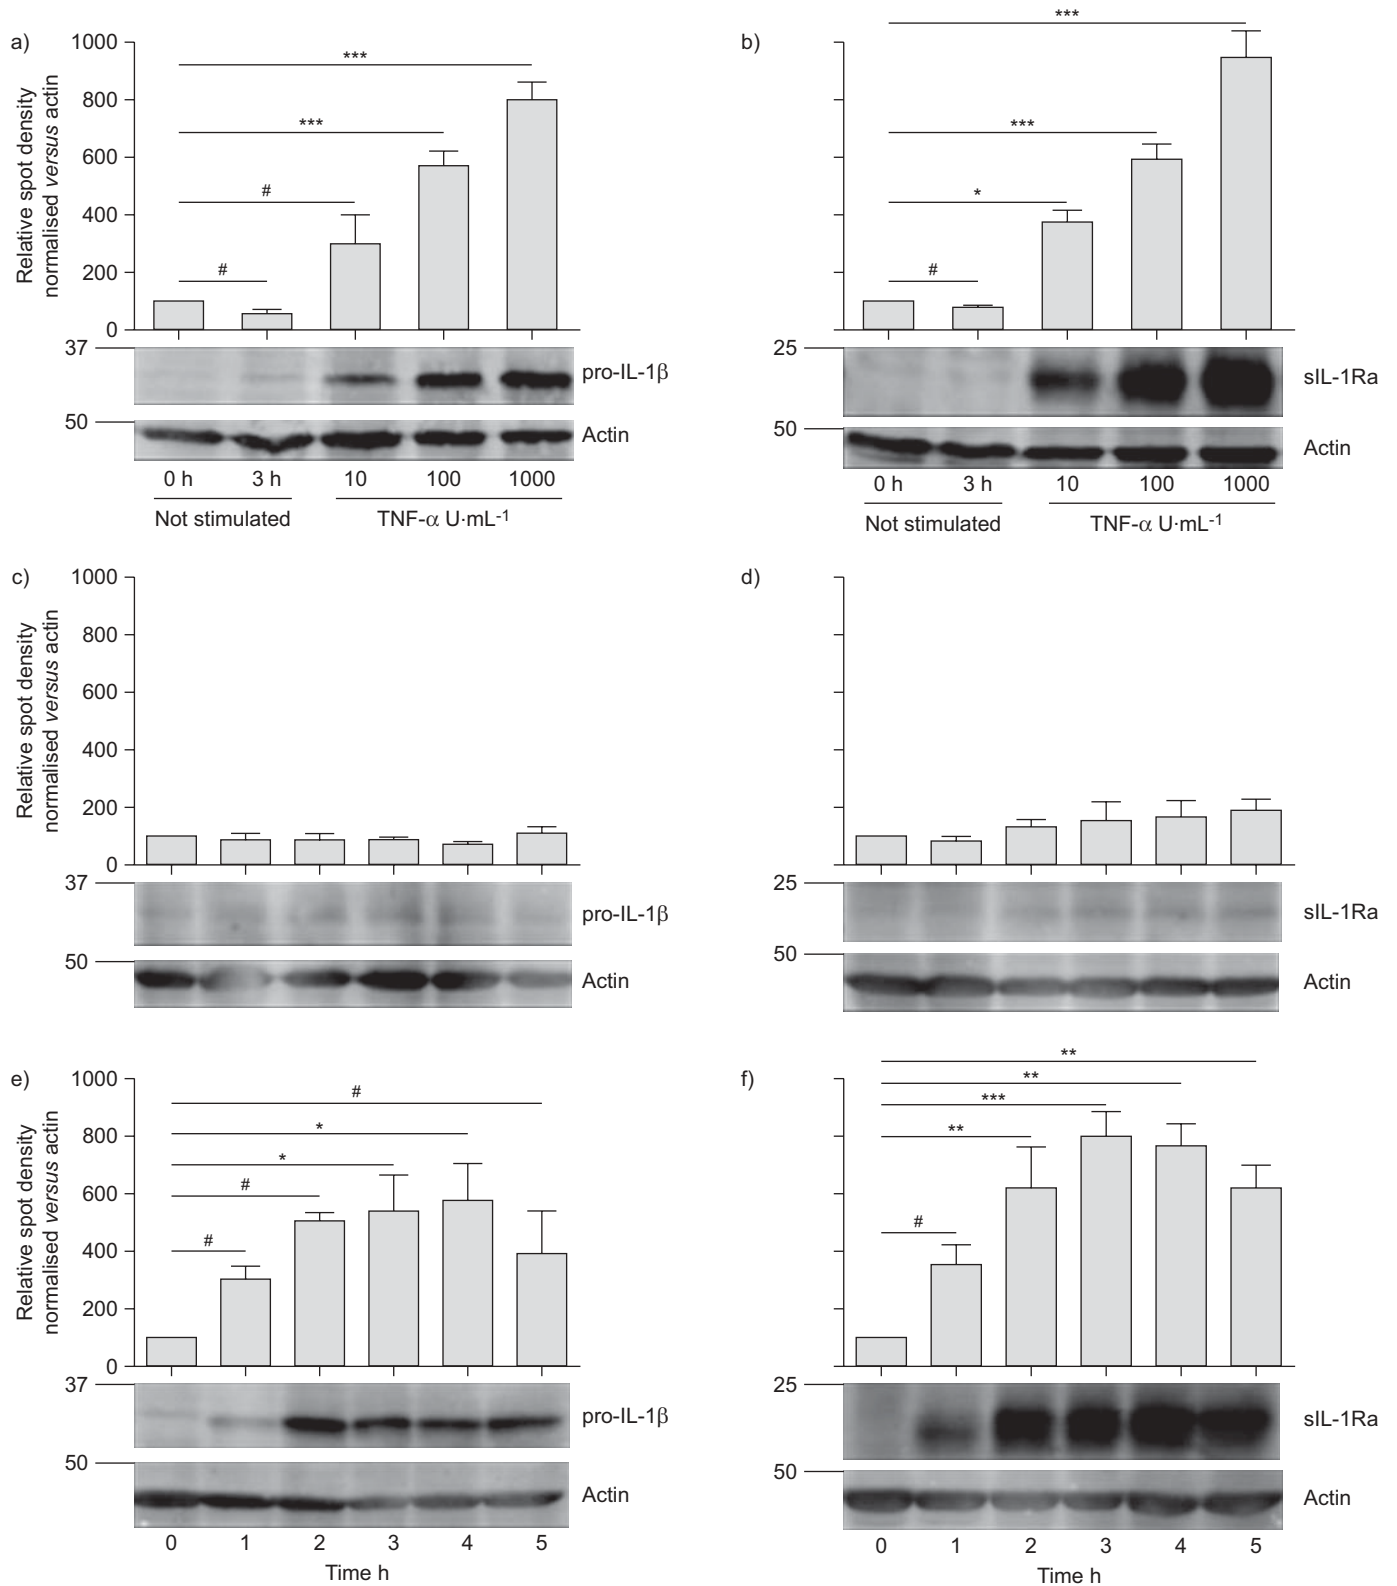 a)
Relative spot density
normalised versus actin
1000
800
600
400
200
0
***
***
#
#
37
pro-IL-1β
50
Actin
0 h 3 h 10 100 1000
Not stimulated TNF-α U·mL-1
b)
***
***
*
#
25
sIL-1Ra
50
Actin
0 h 3 h 10 100 1000
Not stimulated TNF-α U·mL-1
c)
Relative spot density
normalised versus actin
1000
800
600
400
200
0
37
pro-IL-1β
50
Actin
d)
25
sIL-1Ra
50
Actin
e)
Relative spot density
normalised versus actin
1000
800
600
400
200
0
#
*
*
#
#
37
pro-IL-1β
50
Actin
0 1 2 3 4 5
Time h
f)
**
**
***
**
#
25
sIL-1Ra
50
Actin
0 1 2 3 4 5
Time h